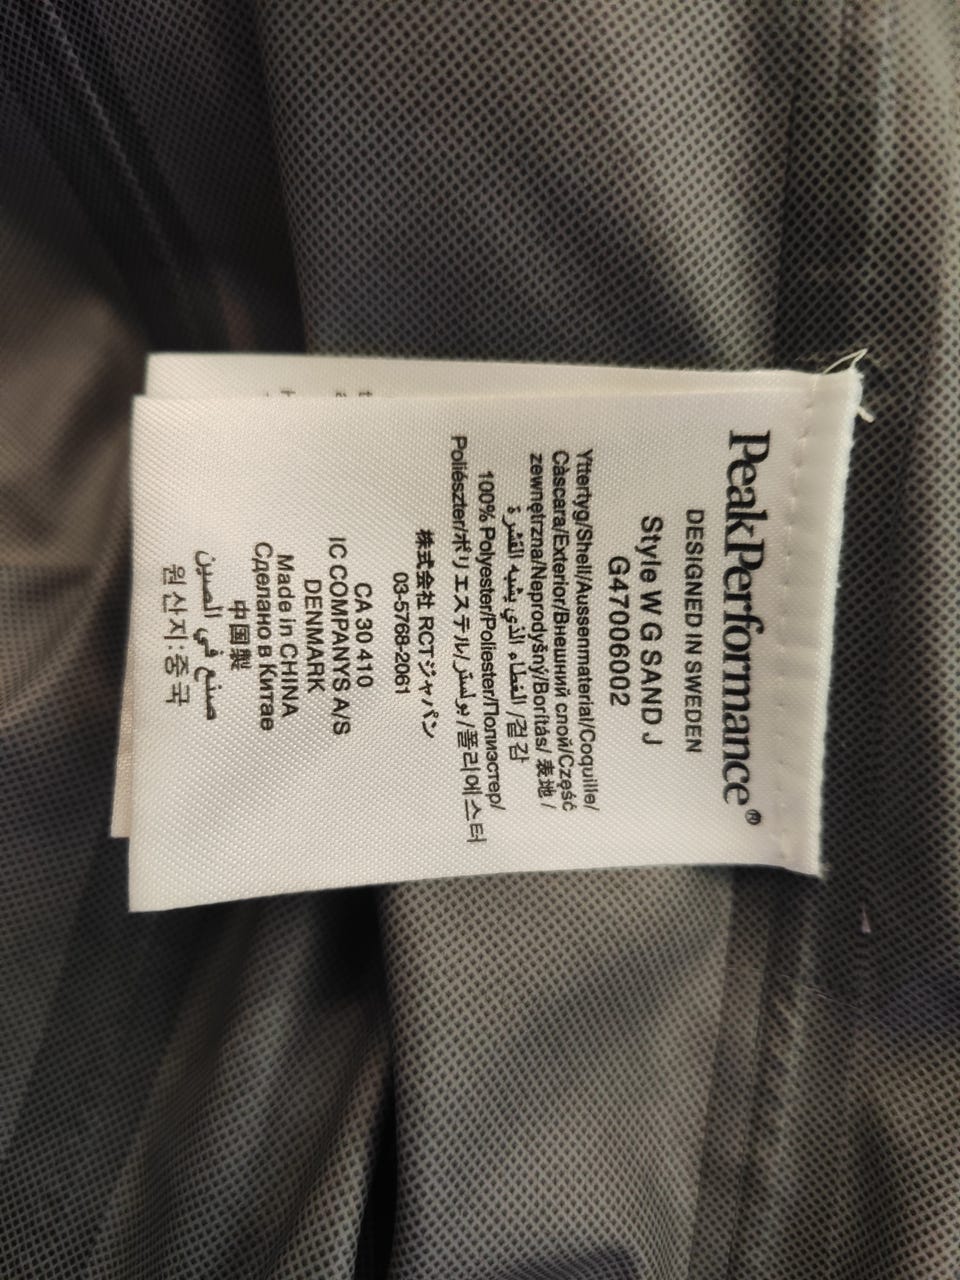 PeakPerformance®
DESIGNED IN SWEDEN
Style W G SAND J
G47006002
Yttertyg/Shell/Aussenmaterial/Coquille/
Càscara/Exterior/Внешний слой/Część
zewnętrzna/Neprodyšný/Borítás/ 表地 /
الغطاء الذي يشبه القشرة /겉감
100% Polyester/Poliester/Полиэстер/
Poliészter/ポリエステル/ بوليستر /폴리에스터
株式会社 RCTジャパン
03-5768-2061
CA 30 410
IC COMPANYS A/S
DENMARK
Made in CHINA
Сделано в Китае
中国製
صنع في الصين
원산지:중국